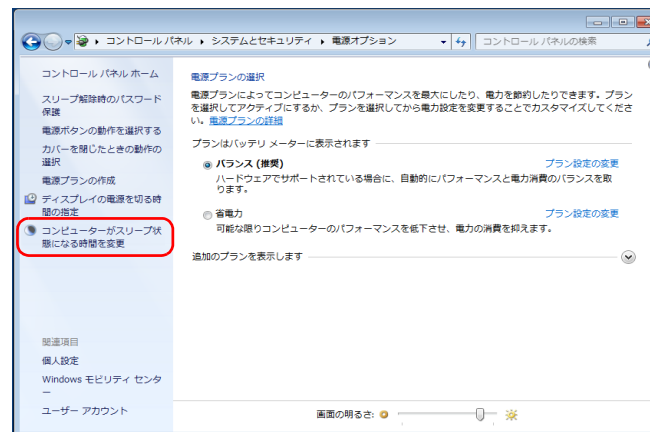 コントロール パネル ▸ システムとセキュリティ ▸ 電源オプション
コントロール パネルの検索
コントロール パネル ホーム
スリープ解除時のパスワード
保護
電源ボタンの動作を選択する
カバーを閉じたときの動作の
選択
電源プランの作成
ディスプレイの電源を切る時
間の指定
コンピューターがスリープ状
態になる時間を変更
関連項目
個人設定
Windows モビリティ センタ
ー
ユーザー アカウント
電源プランの選択
電源プランによってコンピューターのパフォーマンスを最大にしたり、電力を節約したりできます。プラン
を選択してアクティブにするか、プランを選択してから電力設定を変更することでカスタマイズしてくださ
い。電源プランの詳細
プランはバッテリ メーターに表示されます
バランス (推奨) プラン設定の変更
ハードウェアでサポートされている場合に、自動的にパフォーマンスと電力消費のバランスを取
ります。
省電力 プラン設定の変更
可能な限りコンピューターのパフォーマンスを低下させ、電力の消費を抑えます。
追加のプランを表示します
画面の明るさ: